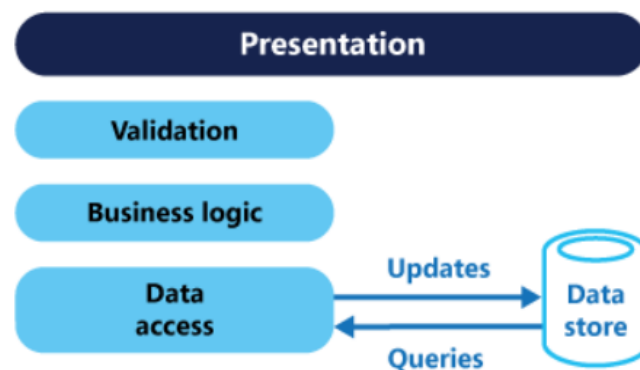 Presentation
Validation
Business logic
Data
access
Updates
Queries
Data
store